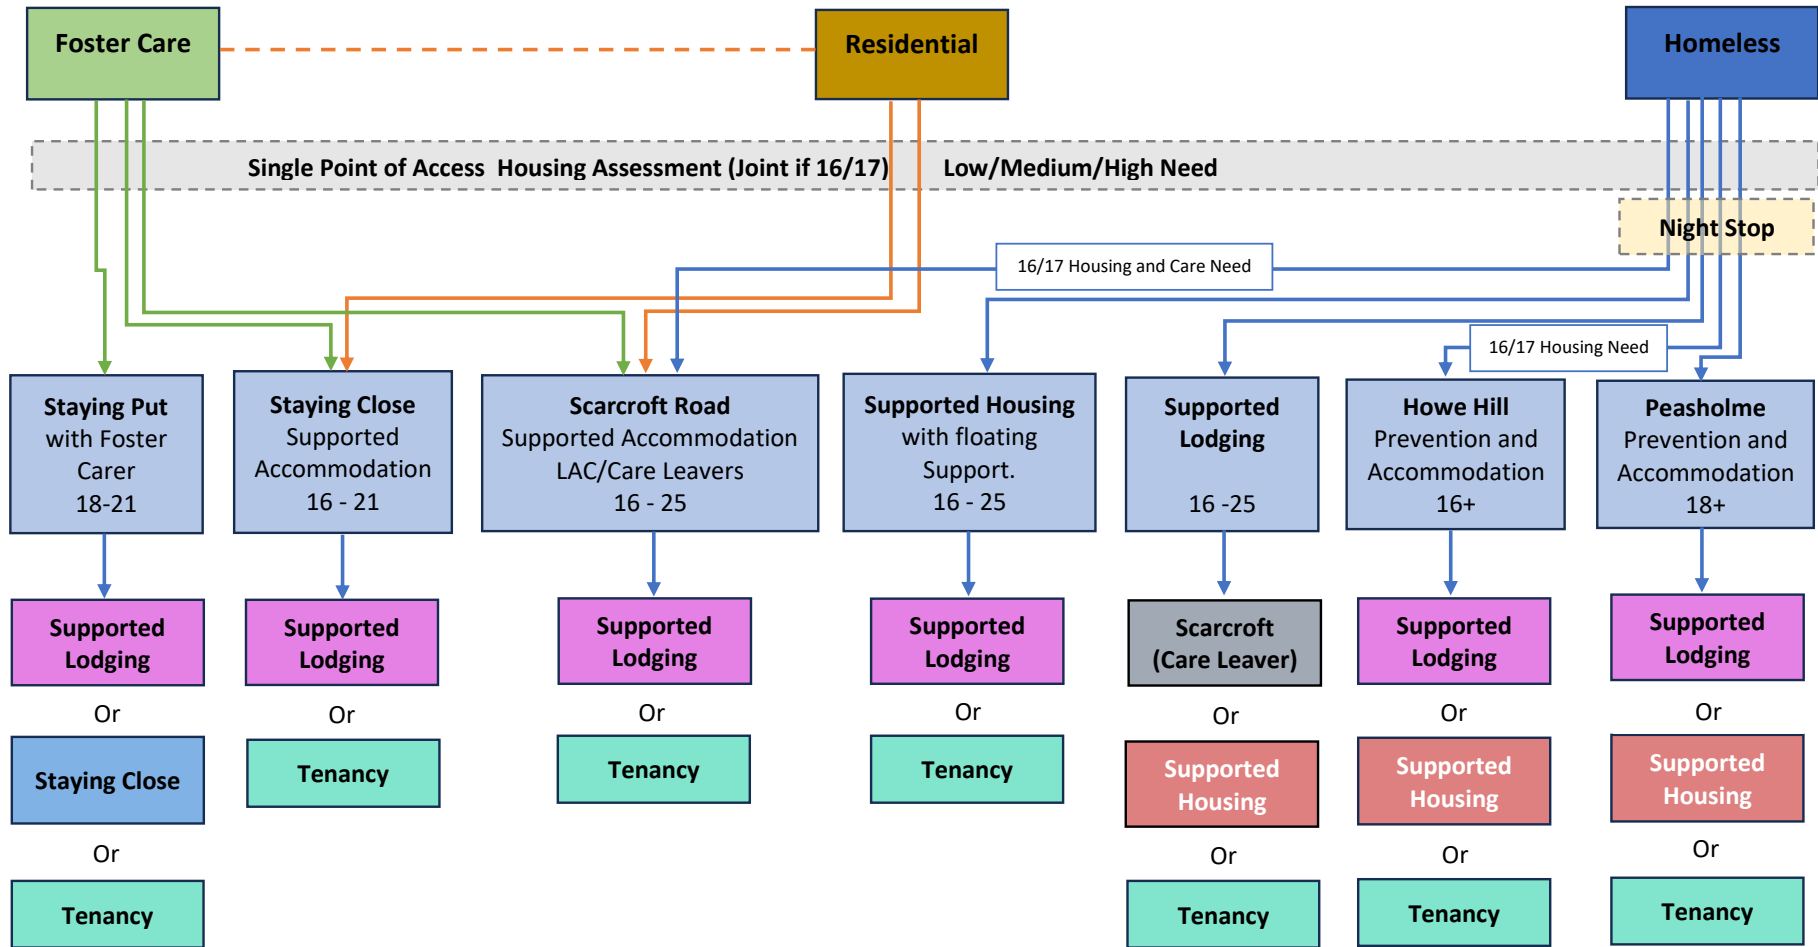 Foster Care
Residential
Homeless
Single Point of Access  Housing Assessment (Joint if 16/17)    Low/Medium/High Need
Night Stop
16/17 Housing and Care Need
16/17 Housing Need
Staying Put
with Foster
Carer
18-21
Staying Close
Supported
Accommodation
16 - 21
Scarcroft Road
Supported Accommodation
LAC/Care Leavers
16 - 25
Supported Housing
with floating
Support.
16 - 25
Supported
Lodging
16 -25
Howe Hill
Prevention and
Accommodation
16+
Peasholme
Prevention and
Accommodation
18+
Supported
Lodging
Or
Staying Close
Or
Tenancy
Supported
Lodging
Or
Tenancy
Supported
Lodging
Or
Tenancy
Supported
Lodging
Or
Tenancy
Scarcroft
(Care Leaver)
Or
Supported
Housing
Or
Tenancy
Supported
Lodging
Or
Supported
Housing
Or
Tenancy
Supported
Lodging
Or
Supported
Housing
Or
Tenancy